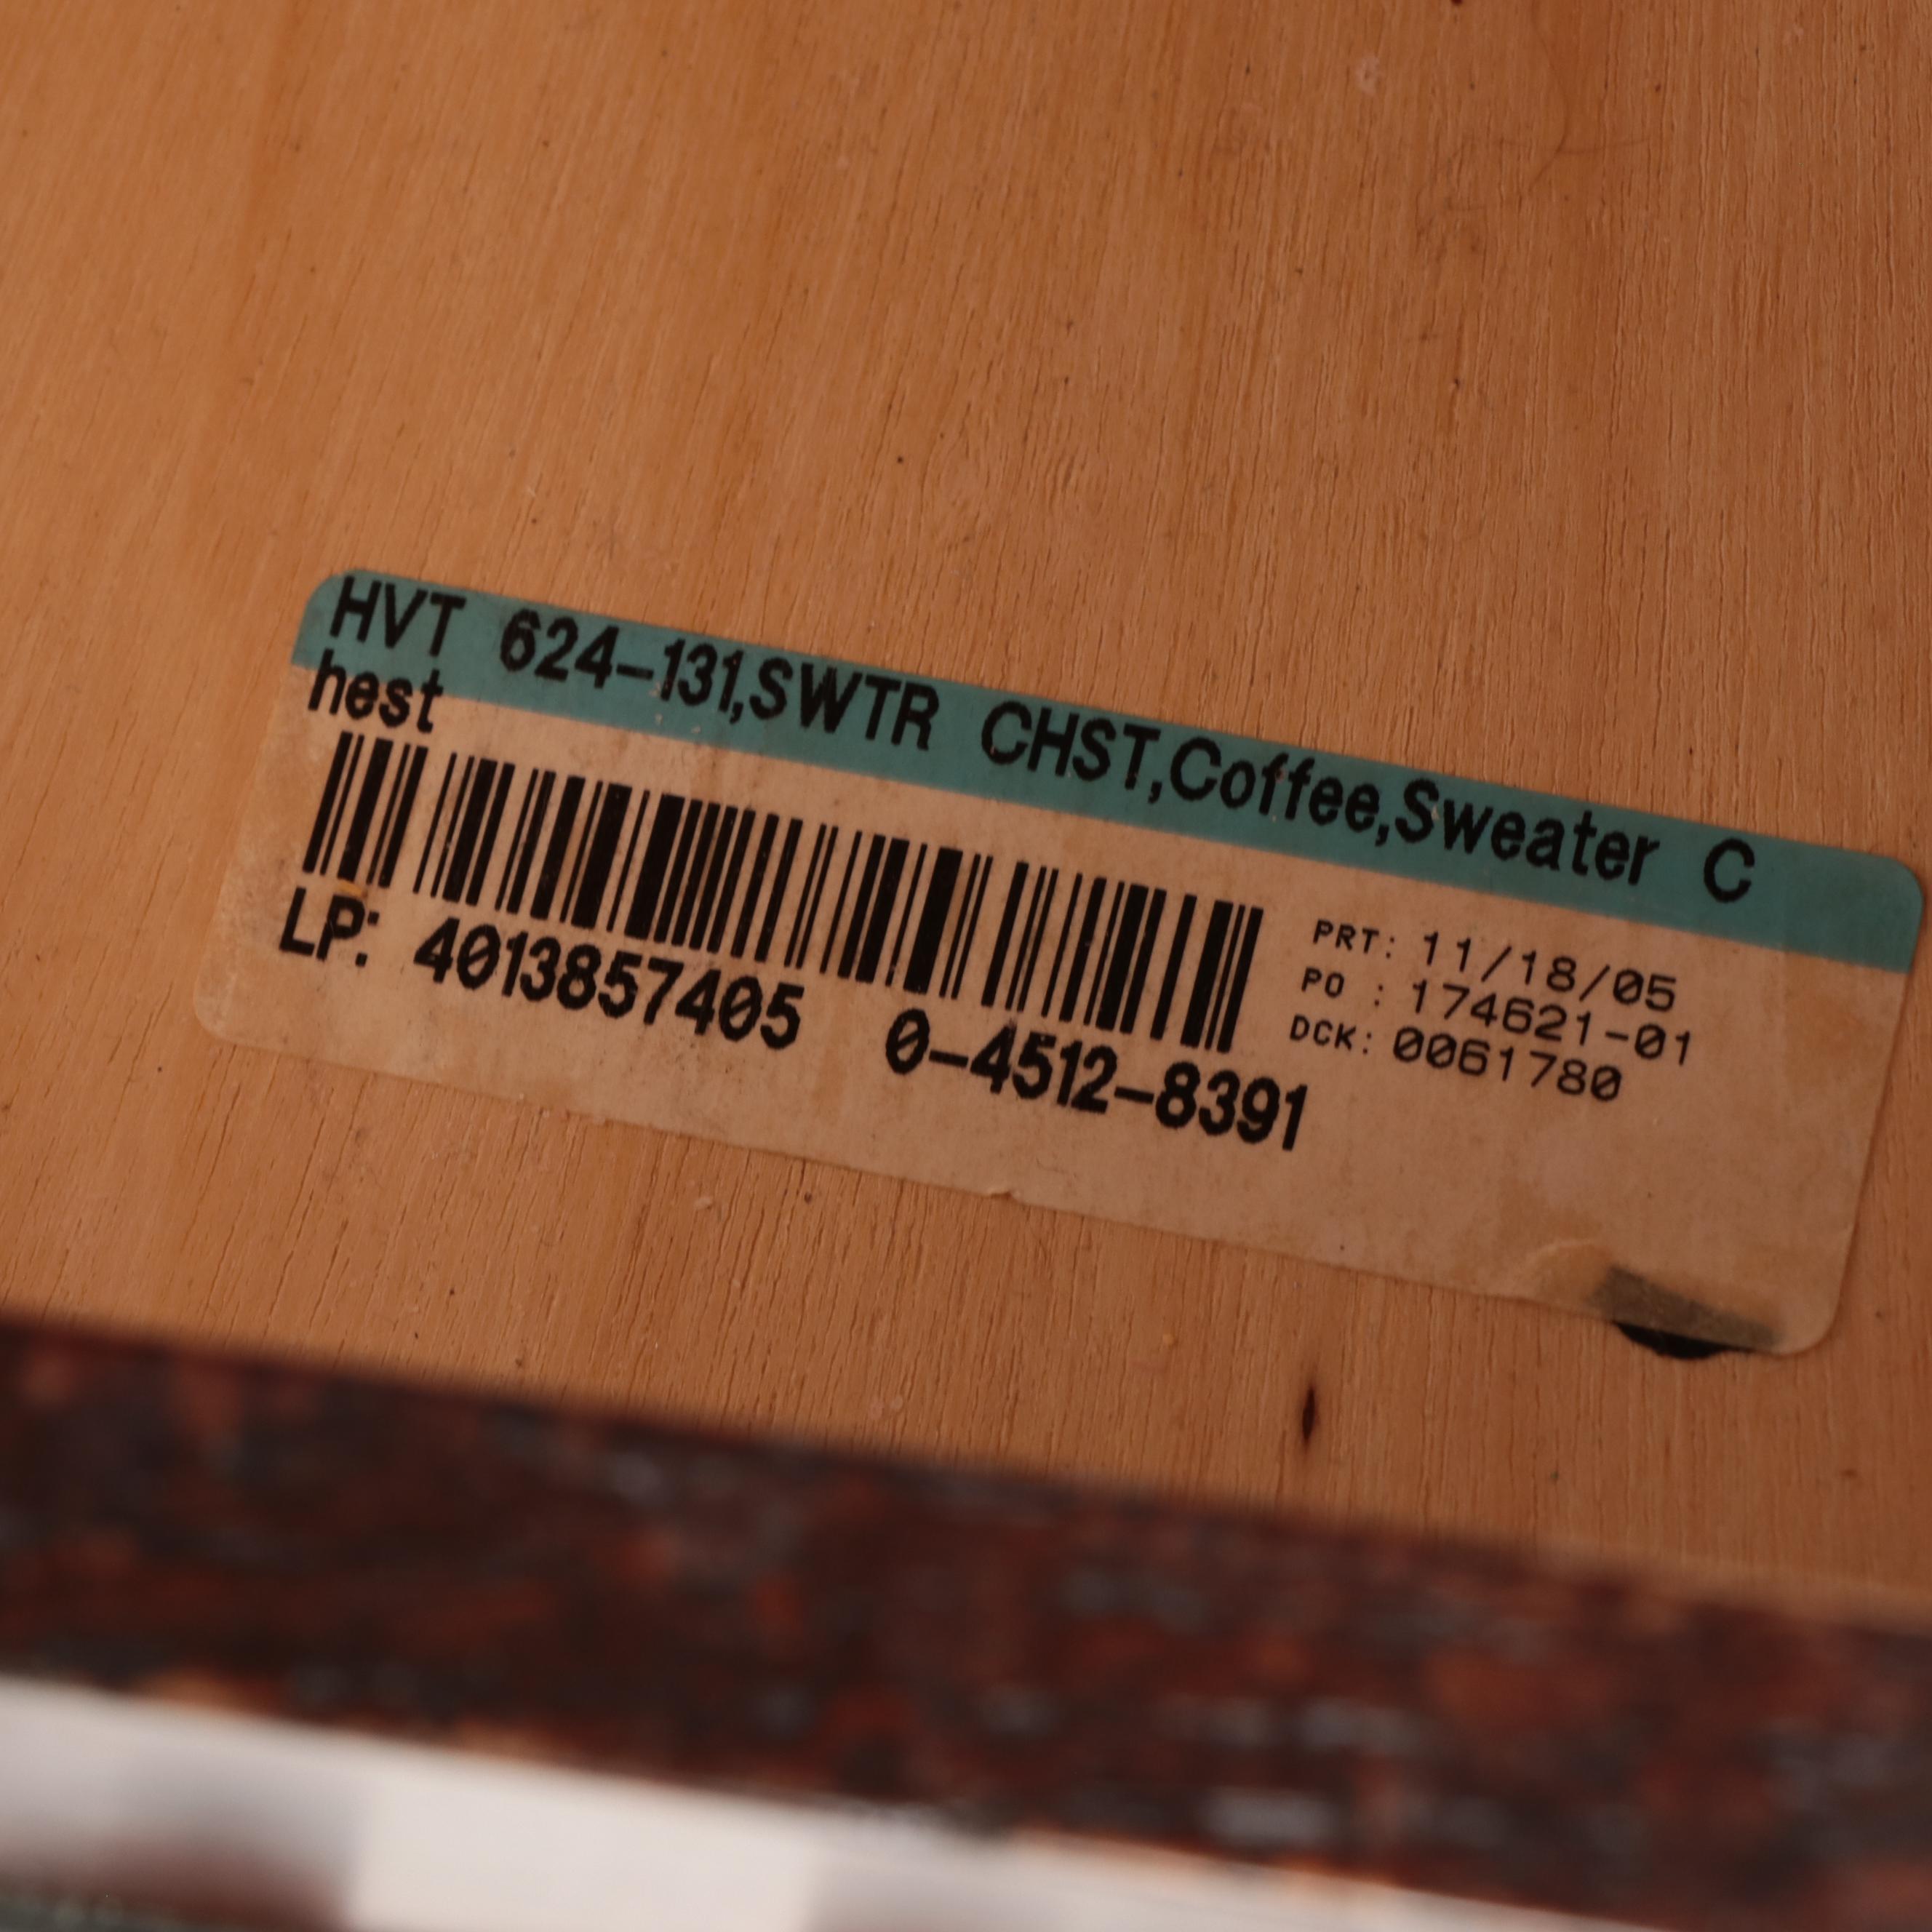 HVT 624-131,SWTR CHST,Coffee,Sweater C
hest
PRT: 11/18/05
PO : 174621-01
DCK: 0061780
LP: 4013857405 0-4512-8391